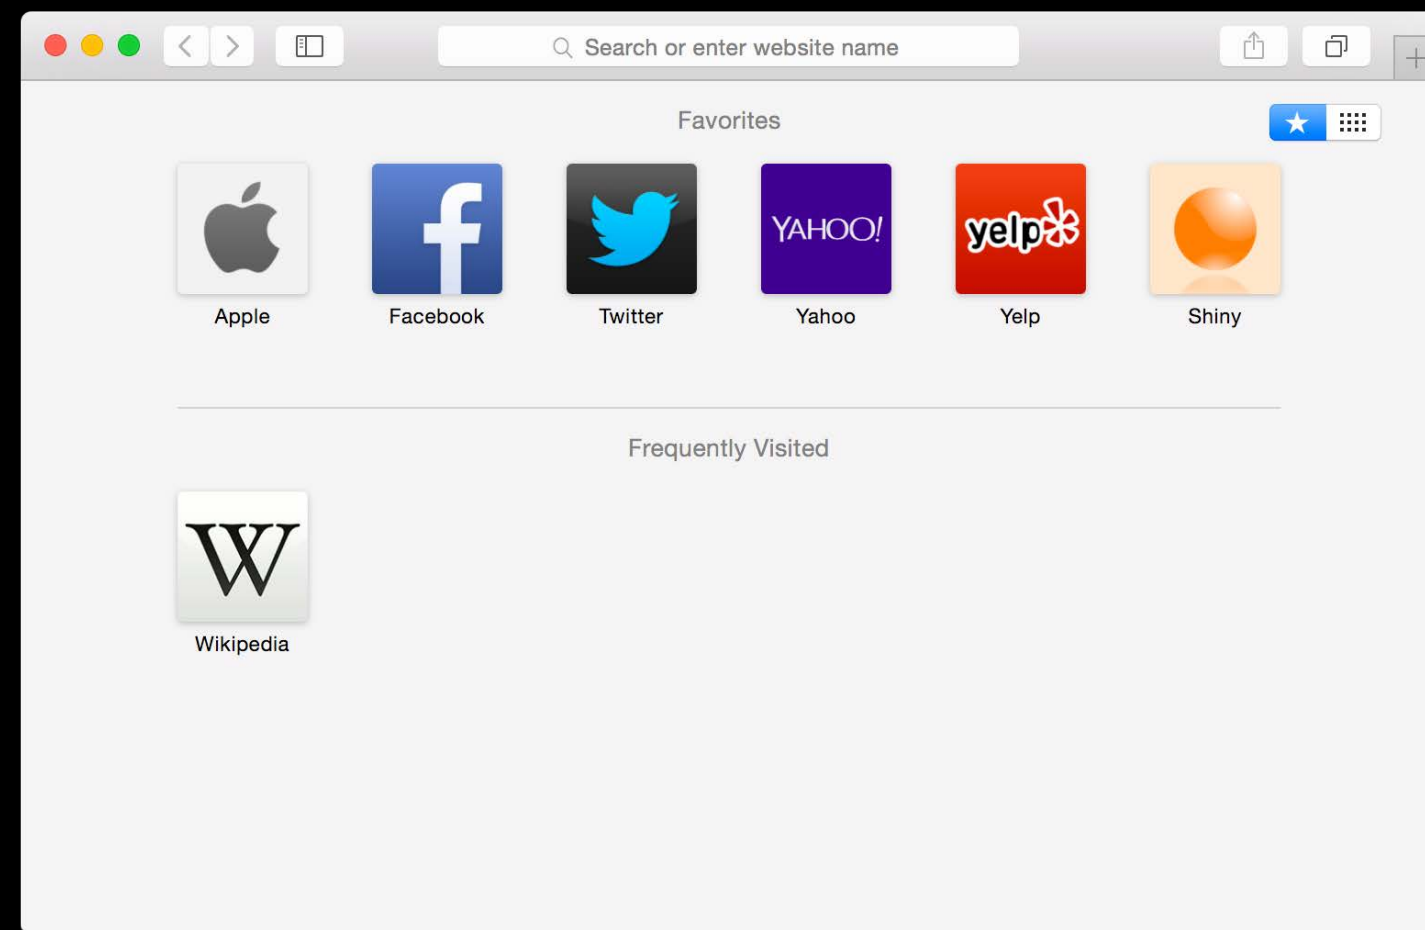 Search or enter website name
Favorites
YAHOO!
yelp
Apple
Facebook
Twitter
Yahoo
Yelp
Shiny
Frequently Visited
W
Wikipedia